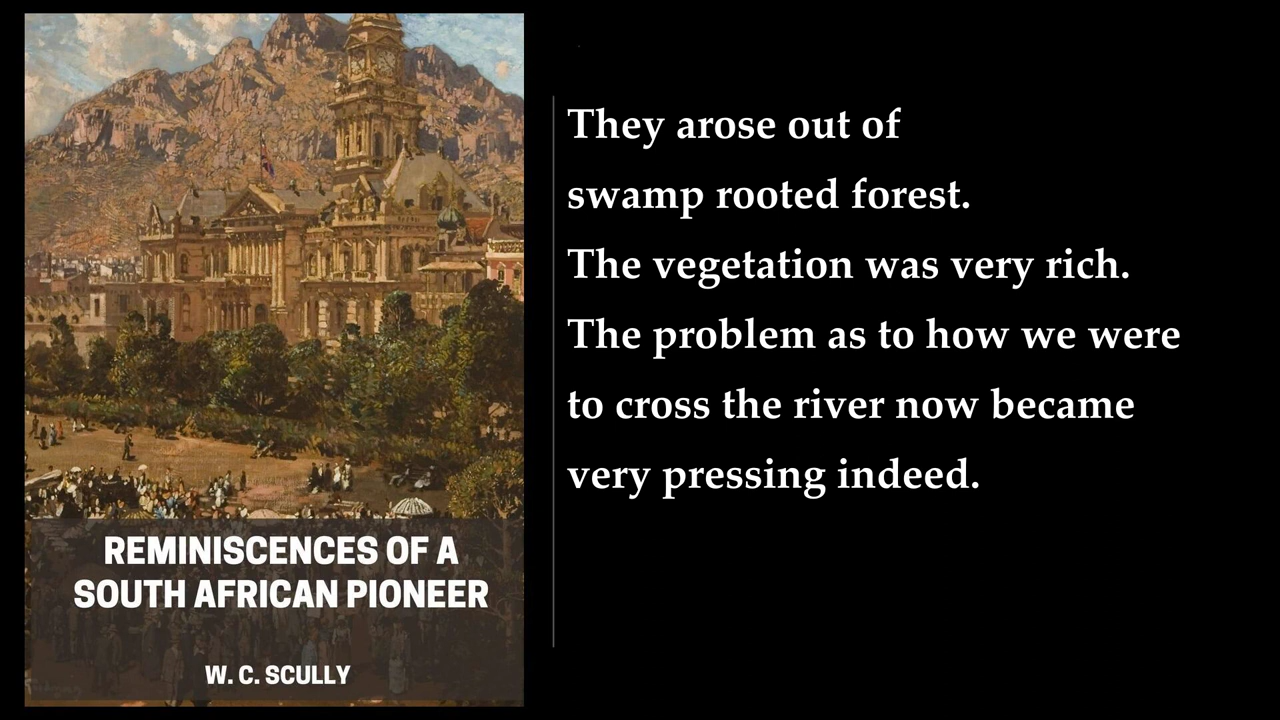 They arose out of
swamp rooted forest.
The vegetation was very rich.
The problem as to how we were
to cross the river now became
very pressing indeed.
REMINISCENCES OF A
SOUTH AFRICAN PIONEER
W. C. SCULLY